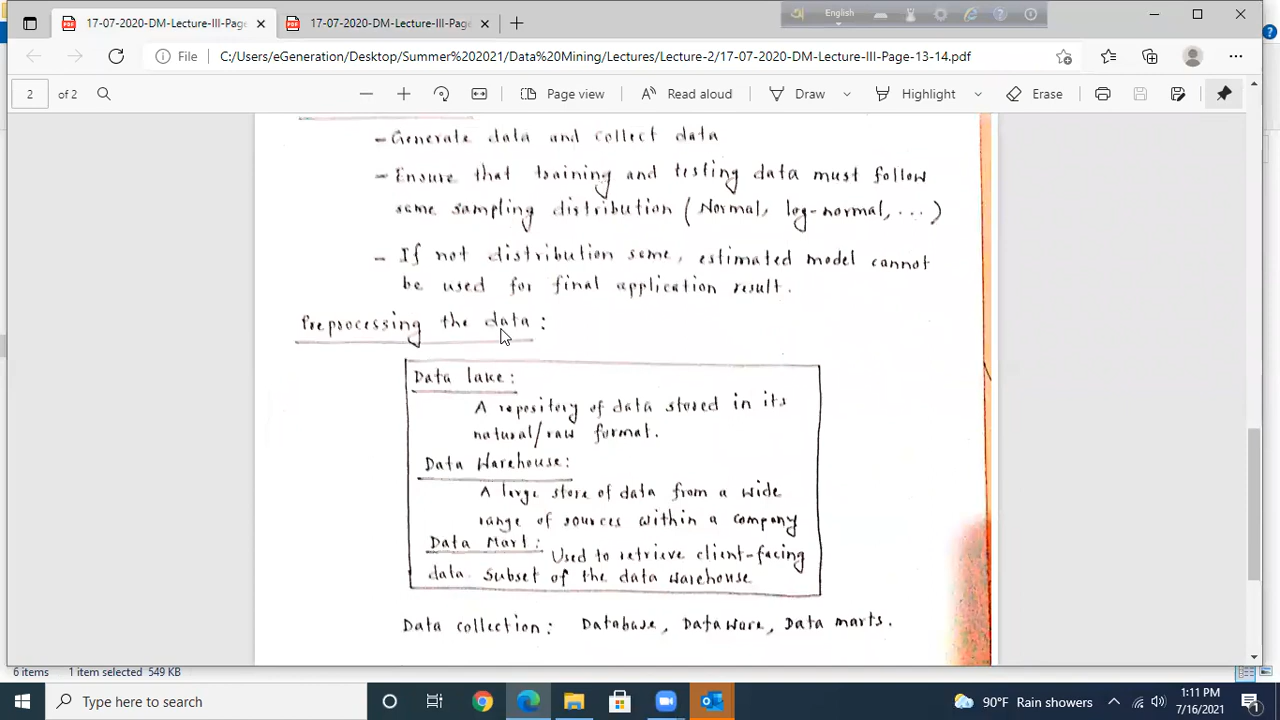 17-07-2020-DM-Lecture-III-Page
17-07-2020-DM-Lecture-III-Page
English
File
C:/Users/eGeneration/Desktop/Summer%202021/Data%20Mining/Lectures/Lecture-2/17-07-2020-DM-Lecture-III-Page-13-14.pdf
2 of 2
Page view
Read aloud
Draw
Highlight
Erase
- Generate data and collect data
- Ensure that training and testing data must follow
same sampling distribution (Normal, log-normal, ...)
- If not distribution same, estimated model cannot
be used for final application result.
Preprocessing the data:
Data lake:
A repository of data stored in its
natural/raw format.
Data Warehouse:
A large store of data from a wide
range of sources within a company
Data Mart: Used to retrieve client-facing
data. Subset of the data warehouse
Data collection: Database, Dataware, Data marts.
6 items 1 item selected 549 KB
Type here to search
90°F Rain showers
1:11 PM
7/16/2021